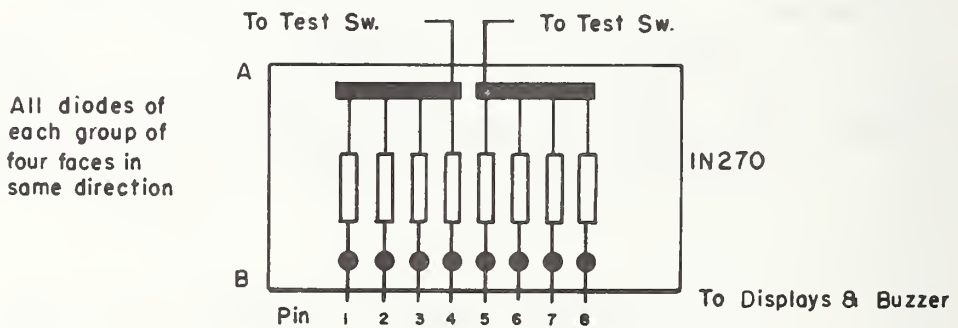 To Test Sw. To Test Sw.
A
All diodes of
each group of
four faces in
same direction
IN270
B
To Displays & Buzzer
Pin 1 2 3 4 5 6 7 8